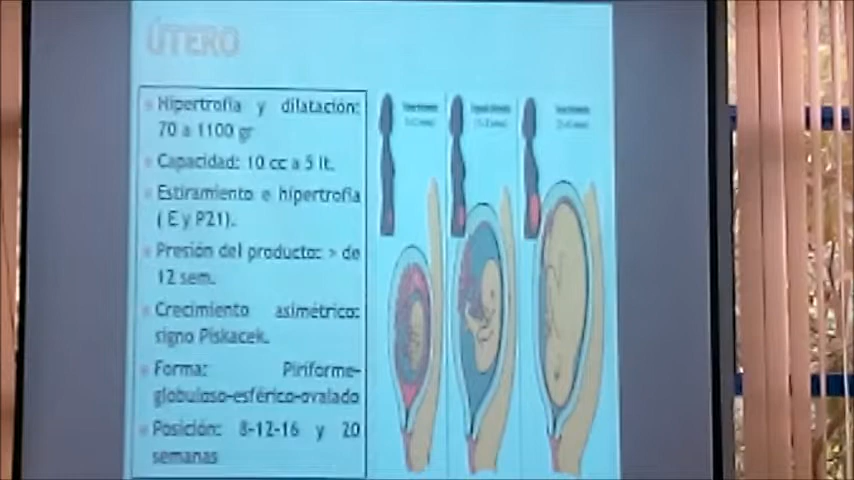 ÚTERO
Hipertrofia y dilatación:
70 a 1100 gr
Capacidad: 10 cc a 5 lt.
Estiramiento e hipertrofia
( E y P21).
Presión del producto: > de
12 sem.
Crecimiento asimétrico:
signo Piskacek.
Forma: Piriforme-
globuloso-esférico-ovalado
Posición: 8-12-16 y 20
semanas